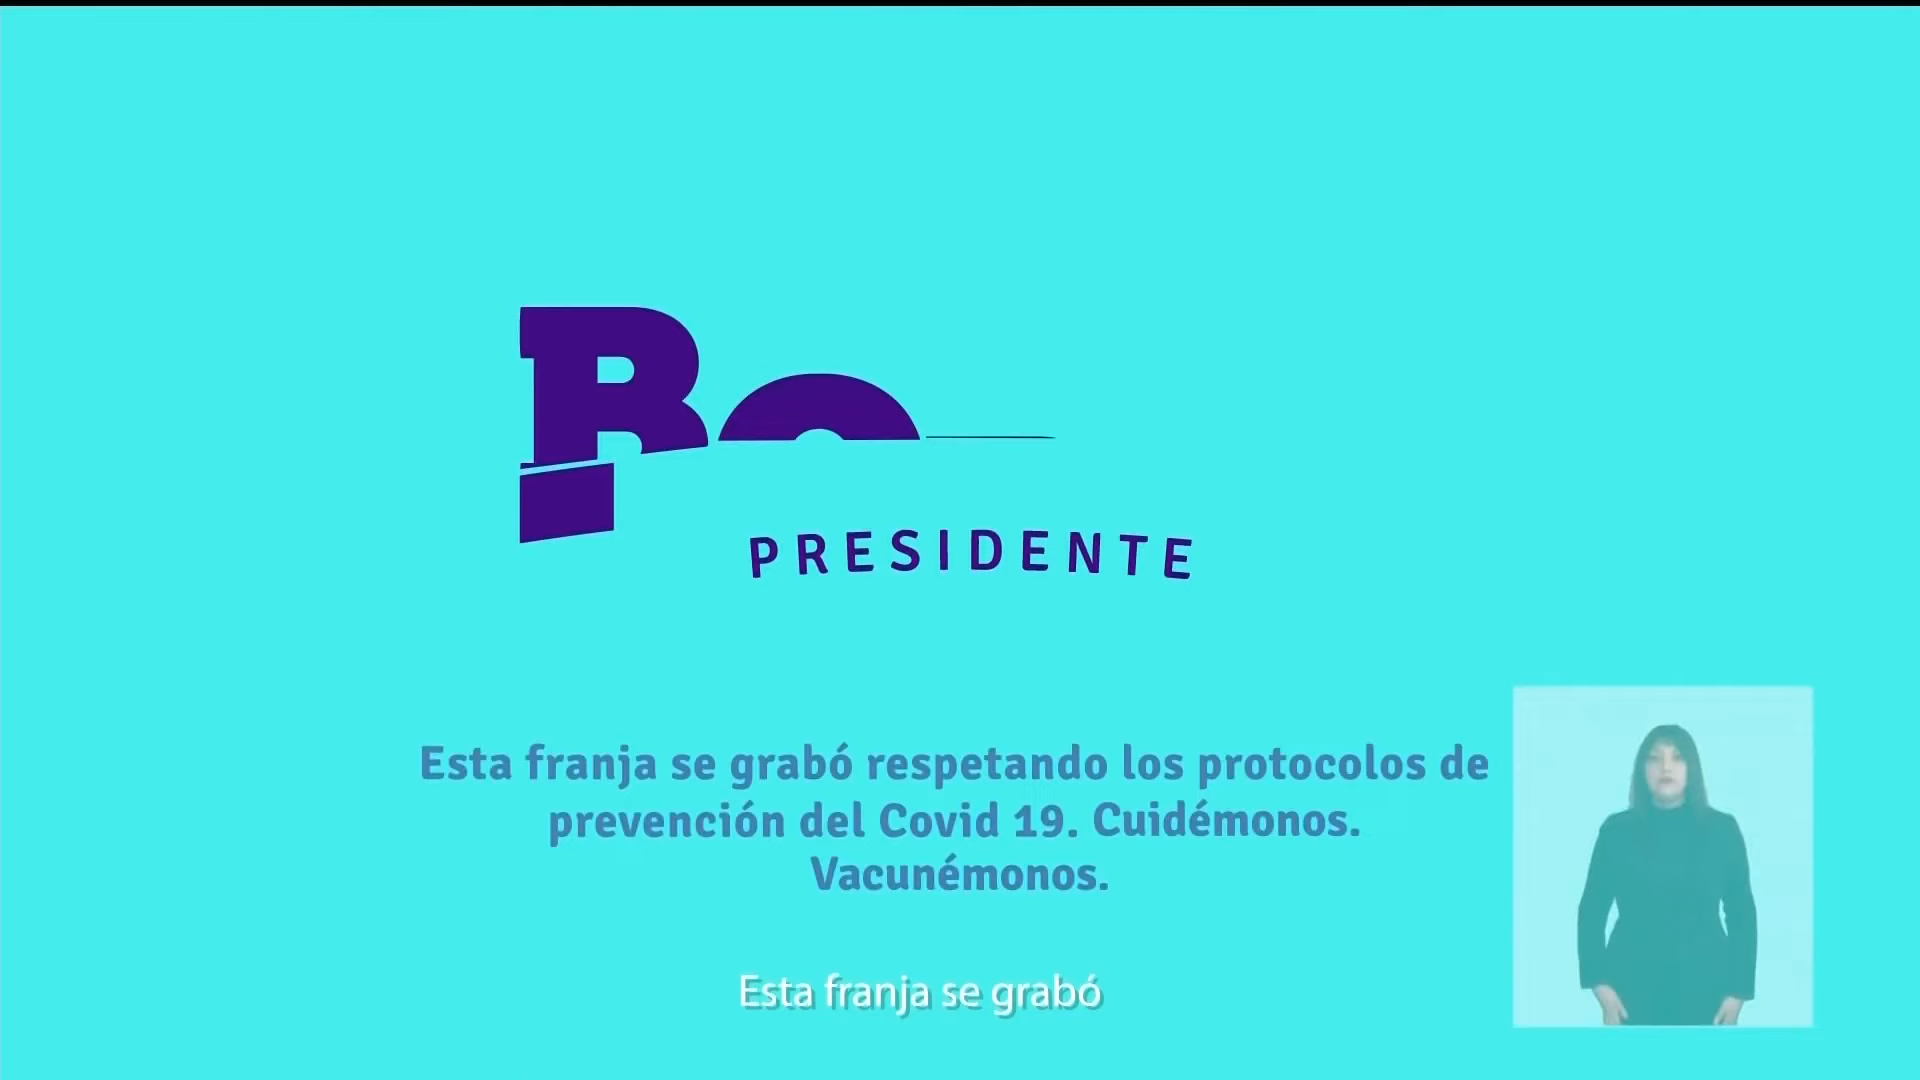 Bo
PRESIDENTE
Esta franja se grabó respetando los protocolos de
prevención del Covid 19. Cuidémonos.
Vacunémonos.
Esta franja se grabó